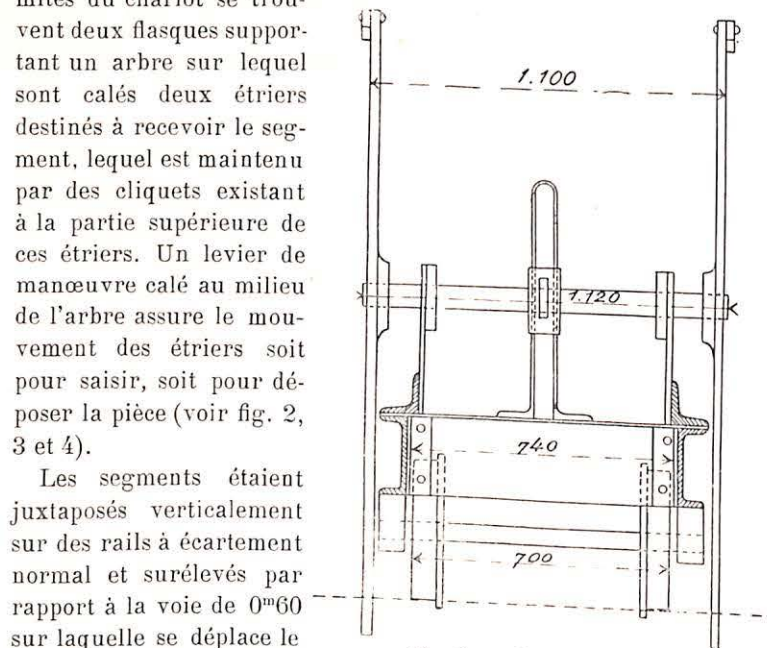 mités du chariot se trou-
vent deux flasques suppor-
tant un arbre sur lequel
sont calés deux étriers
destinés à recevoir le seg-
ment, lequel est maintenu
par des cliquets existant
à la partie supérieure de
ces étriers. Un levier de
manœuvre calé au milieu
de l'arbre assure le mou-
vement des étriers soit
pour saisir, soit pour dé-
poser la pièce (voir fig. 2,
3 et 4).
Les segments étaient
juxtaposés verticalement
sur des rails à écartement
normal et surélevés par
rapport à la voie de 0m60
sur laquelle se déplace le
1.100
1.120
740
700